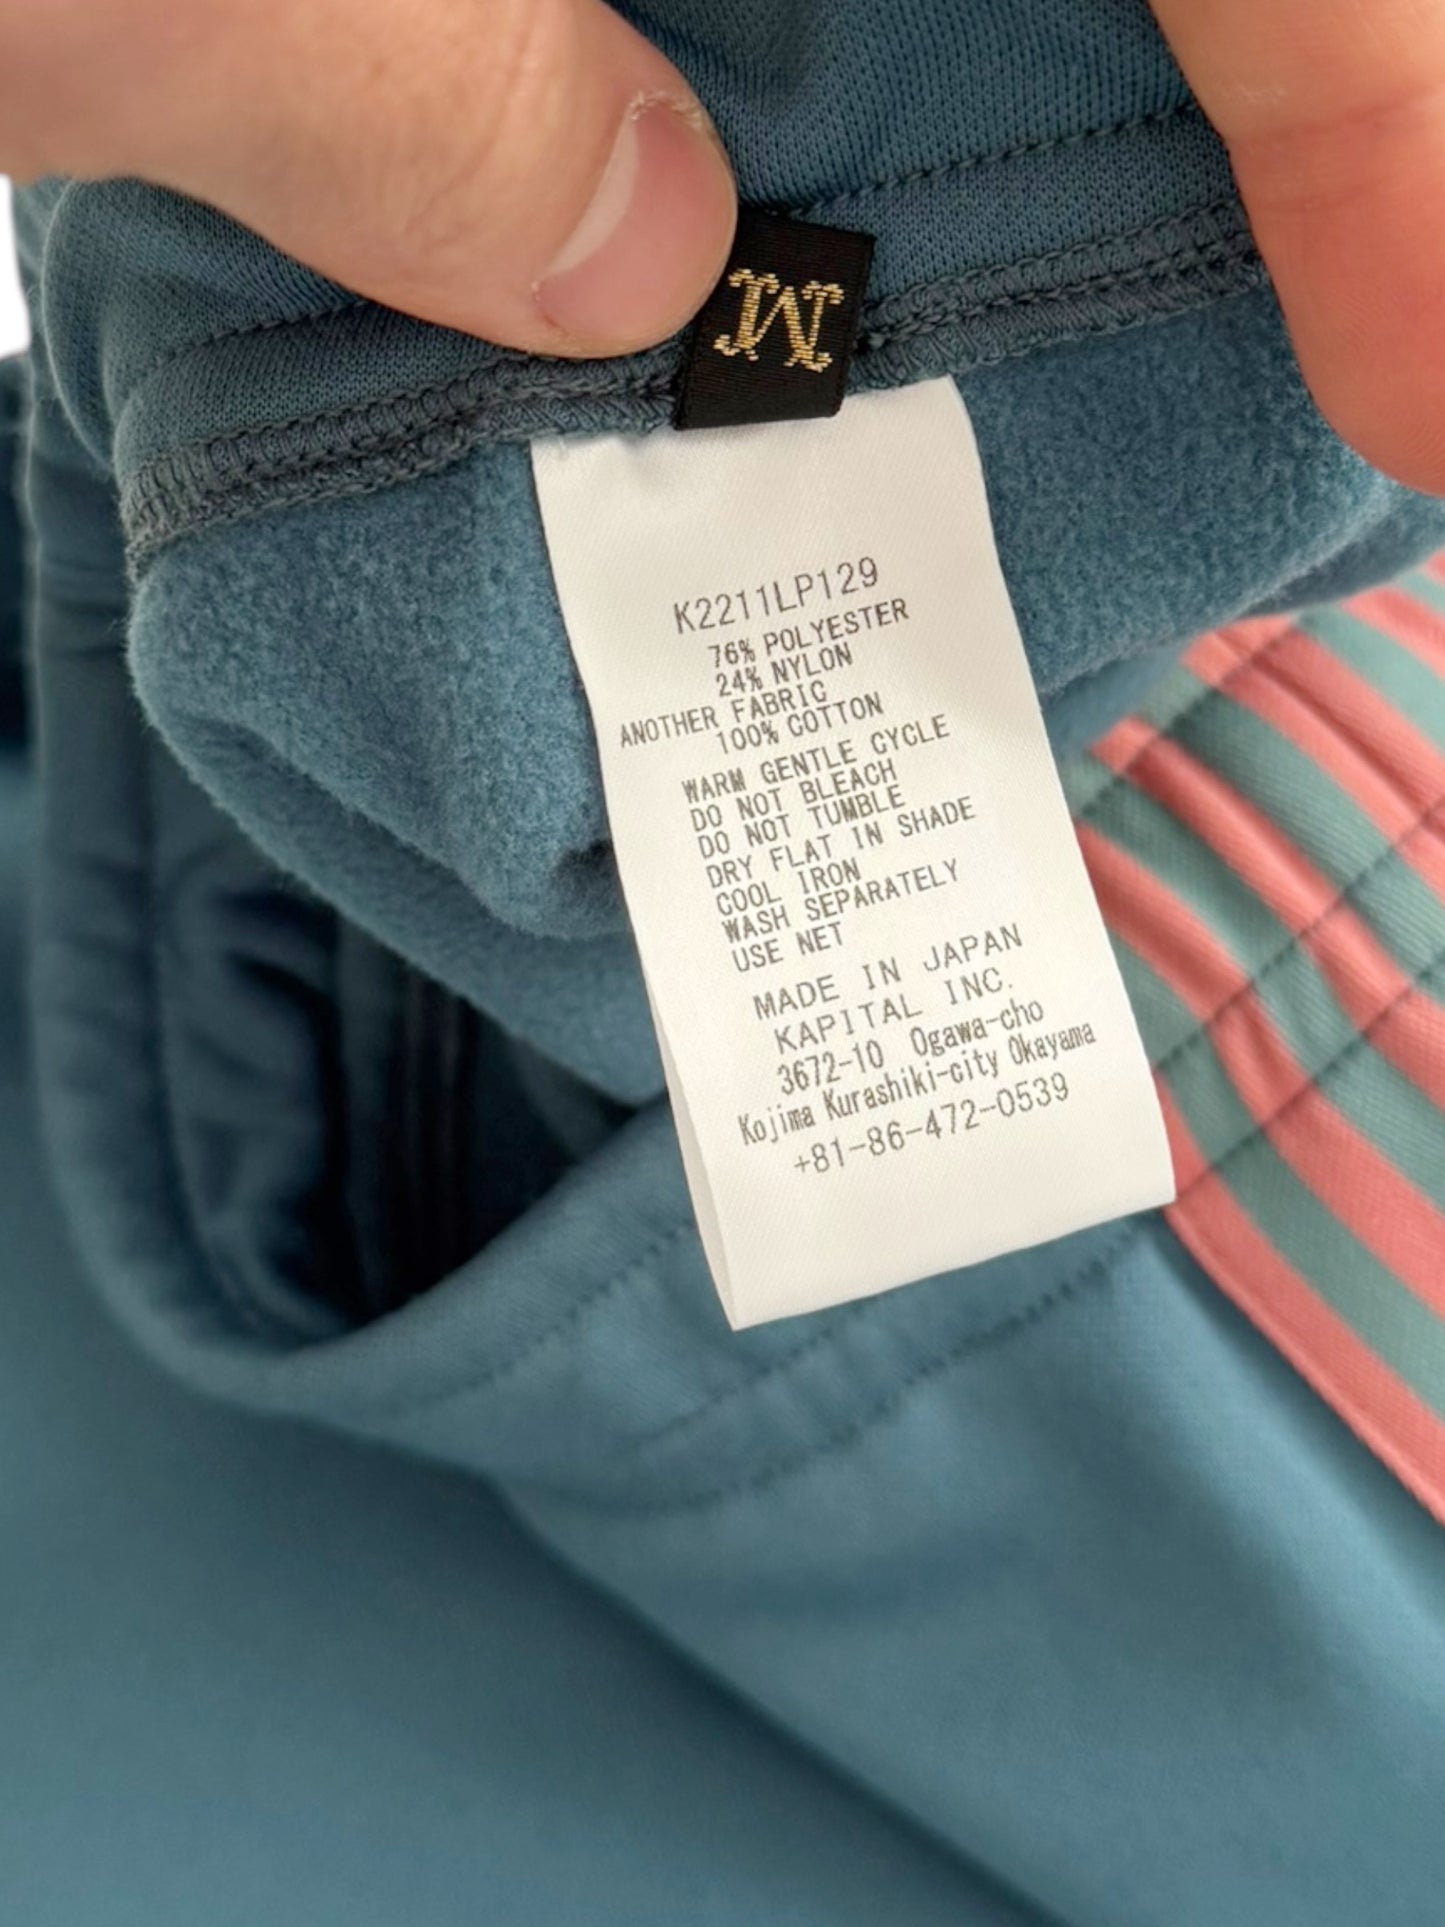 M
K2211LP129
76% POLYESTER
24% NYLON
ANOTHER FABRIC
100% COTTON
WARM GENTLE CYCLE
DO NOT BLEACH
DO NOT TUMBLE
DRY FLAT IN SHADE
COOL IRON
WASH SEPARATELY
USE NET
MADE IN JAPAN
KAPITAL INC.
3672-10 Ogawa-cho
Kojima Kurashiki-city Okayama
+81-86-472-0539